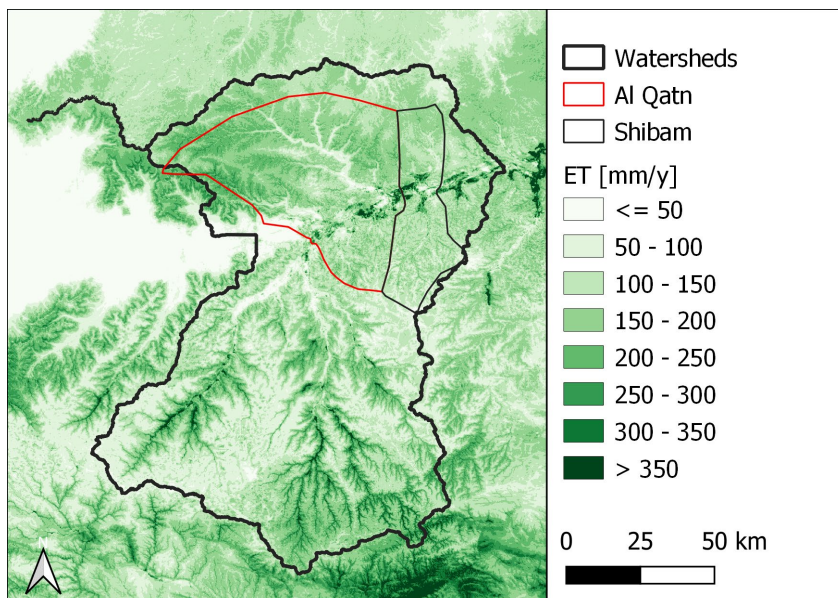 Watersheds
Al Qatn
Shibam
ET [mm/y]
<= 50
50 - 100
100 - 150
150 - 200
200 - 250
250 - 300
300 - 350
> 350
0 25 50 km